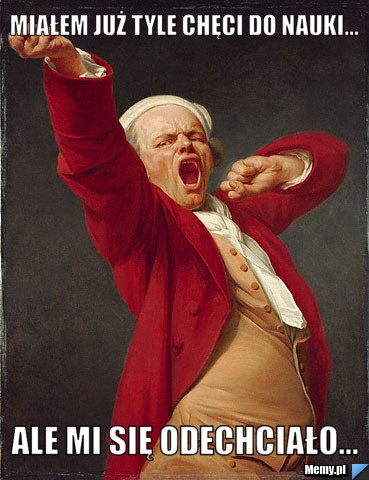 MIAŁEM JUŻ TYLE CHĘCI DO NAUKI...
ALE MI SIĘ ODECHCIAŁO...
Memy.pl